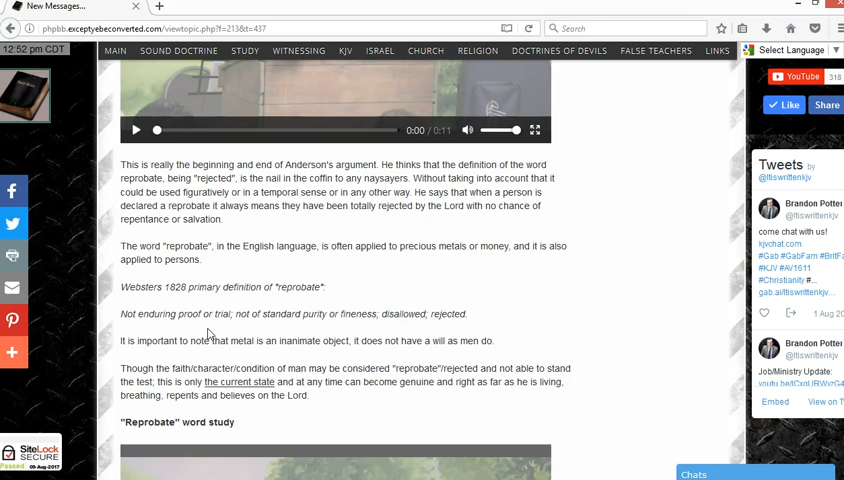 New Messages...
phpbb.exceptyebeconverted.com/viewtopic.php?f=213&t=437
Search
12:52 pm CDT
MAIN SOUND DOCTRINE STUDY WITNESSING KJV ISRAEL CHURCH RELIGION DOCTRINES OF DEVILS FALSE TEACHERS LINKS
Select Language
YouTube 318
Like Share
0:00 / 0:11
This is really the beginning and end of Anderson's argument. He thinks that the definition of the word
reprobate, being "rejected", is the nail in the coffin to any naysayers. Without taking into account that it
could be used figuratively or in a temporal sense or in any other way. He says that when a person is
declared a reprobate it always means they have been totally rejected by the Lord with no chance of
repentance or salvation.
The word "reprobate", in the English language, is often applied to precious metals or money, and it is also
applied to persons.
Websters 1828 primary definition of "reprobate":
Not enduring proof or trial; not of standard purity or fineness; disallowed; rejected.
It is important to note that metal is an inanimate object, it does not have a will as men do.
Though the faith/character/condition of man may be considered "reprobate"/rejected and not able to stand
the test; this is only the current state and at any time can become genuine and right as far as he is living,
breathing, repents and believes on the Lord.
"Reprobate" word study
Tweets by
@Itiswrittenkjv
Brandon Potter
@Itiswrittenkjv
come chat with us!
kjvchat.com
#Gab #GabFam #BritF
#KJV #AV1611
#Christianity #...
gab.ai/Itiswrittenkjv...
1 Aug 20
Brandon Potter
@Itiswrittenkjv
Job/Ministry Update:
Embed View on T
SiteLock
SECURE
Passed 09-Aug-2017
Chats